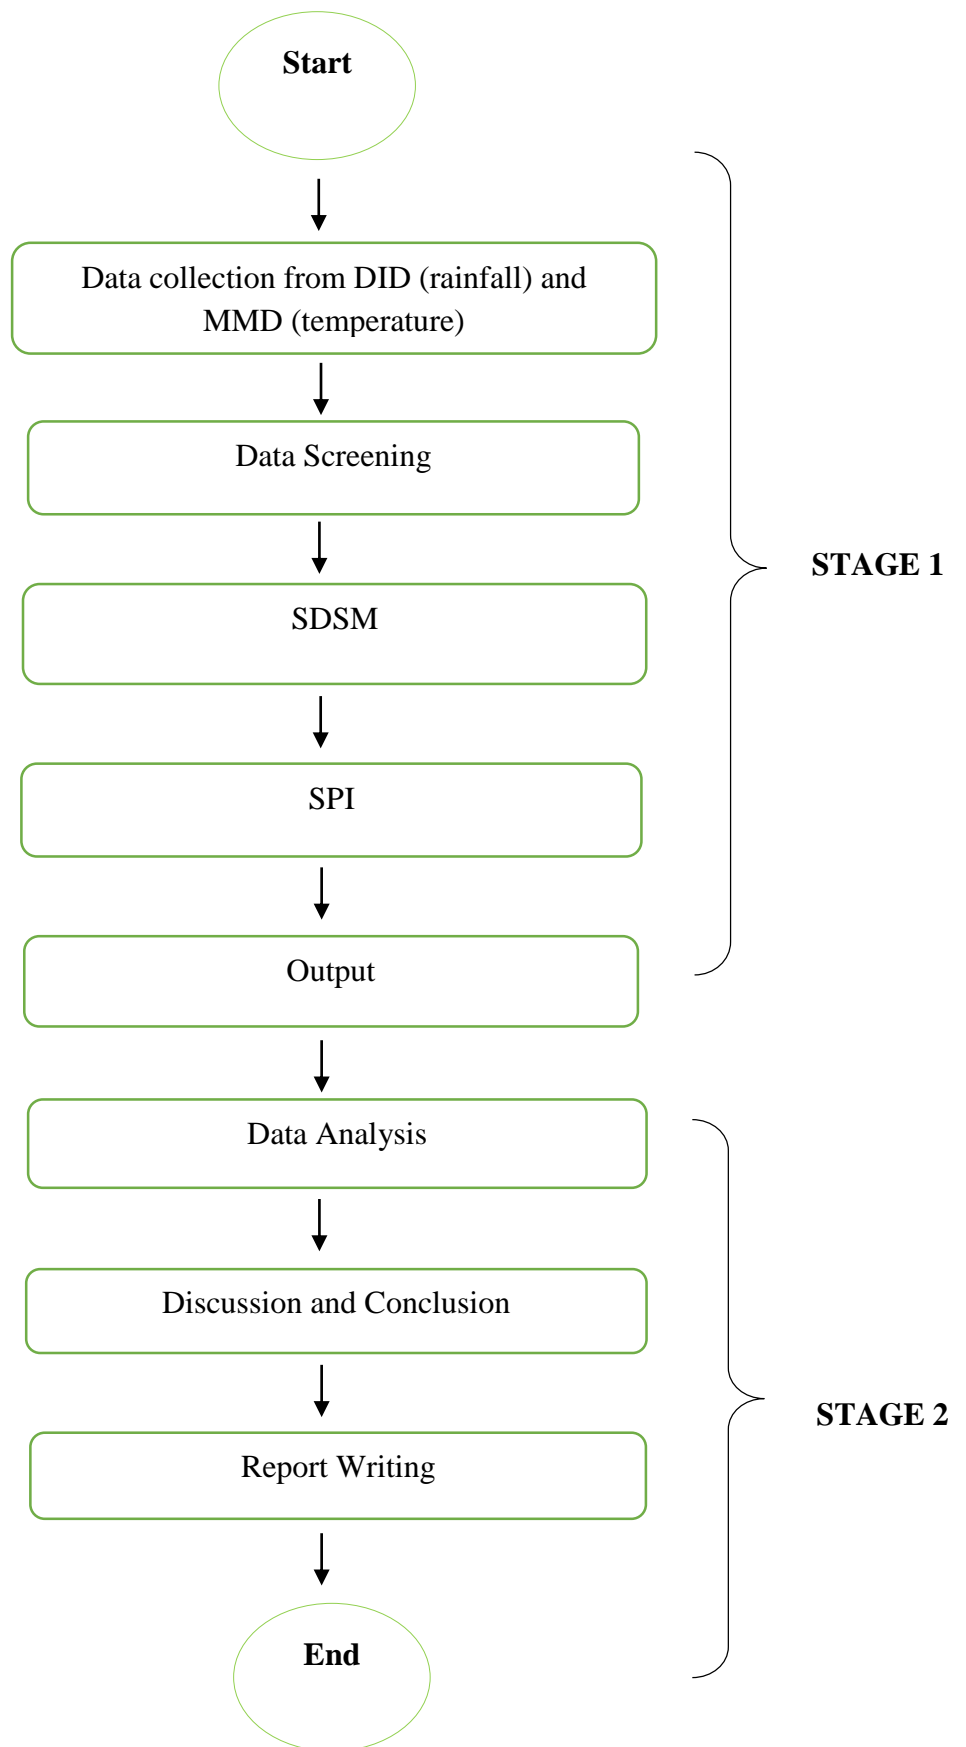 Start
Data collection from DID (rainfall) and
MMD (temperature)
Data Screening
SDSM
STAGE 1
SPI
Output
Data Analysis
Discussion and Conclusion
STAGE 2
Report Writing
End